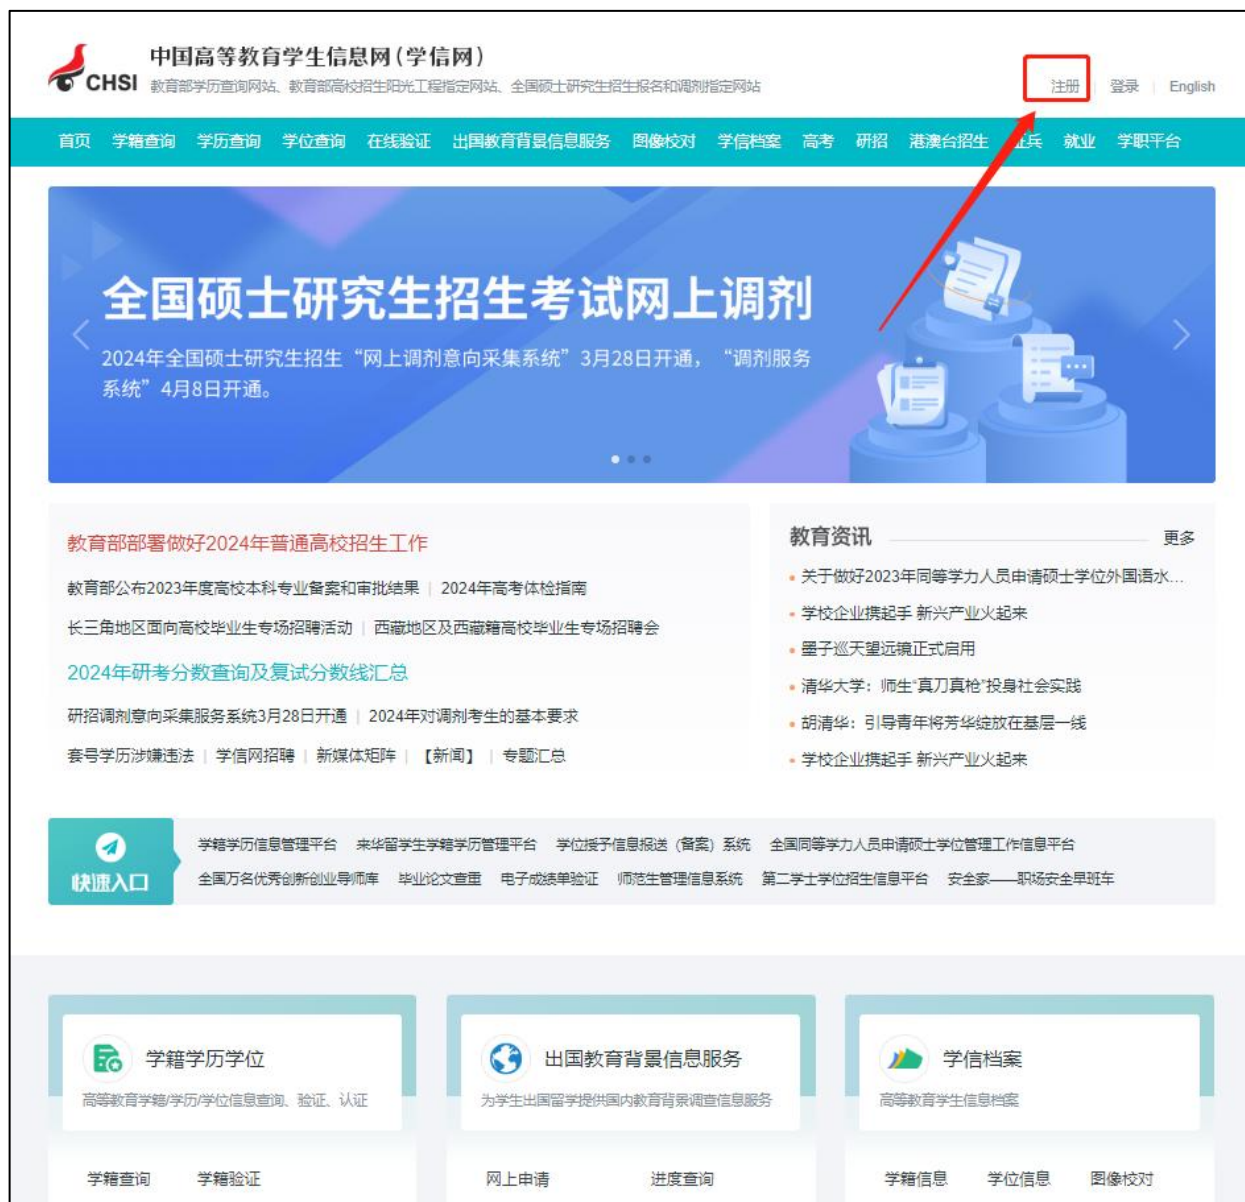 中国高等教育学生信息网(学信网)
CHSI 教育部学历查询网站、教育部高校招生阳光工程指定网站、全国硕士研究生招生报名和调剂指定网站
注册 登录 English
首页 学籍查询 学历查询 学位查询 在线验证 出国教育背景信息服务 图像校对 学信档案 高考 研招 港澳台招生 兵 就业 学职平台
全国硕士研究生招生考试网上调剂
2024年全国硕士研究生招生“网上调剂意向采集系统”3月28日开通，“调剂服务
系统”4月8日开通。
教育部部署做好2024年普通高校招生工作
教育部公布2023年度高校本科专业备案和审批结果 | 2024年高考体检指南
长三角地区面向高校毕业生专场招聘活动 | 西藏地区及西藏籍高校毕业生专场招聘会
2024年研考分数查询及复试分数线汇总
研招调剂意向采集服务系统3月28日开通 | 2024年对调剂考生的基本要求
套号学历涉嫌违法 | 学信网招聘 | 新媒体矩阵 | 【新闻】 | 专题汇总
教育资讯 更多
关于做好2023年同等学力人员申请硕士学位外国语水...
学校企业携起手 新兴产业火起来
墨子巡天望远镜正式启用
清华大学：师生“真刀真枪”投身社会实践
胡清华：引导青年将芳华绽放在基层一线
学校企业携起手 新兴产业火起来
快速入口
学籍学历信息管理平台 来华留学生学籍学历管理平台 学位授予信息报送（备案）系统 全国同等学力人员申请硕士学位管理工作信息平台
全国万名优秀创新创业导师库 毕业论文查重 电子成绩单验证 师范生管理信息系统 第二学士学位招生信息平台 安全家——职场安全早班车
学籍学历学位
高等教育学籍/学历/学位信息查询、验证、认证
学籍查询 学籍验证
出国教育背景信息服务
为学生出国留学提供国内教育背景调查信息服务
网上申请 进度查询
学信档案
高等教育学生信息档案
学籍信息 学位信息 图像校对